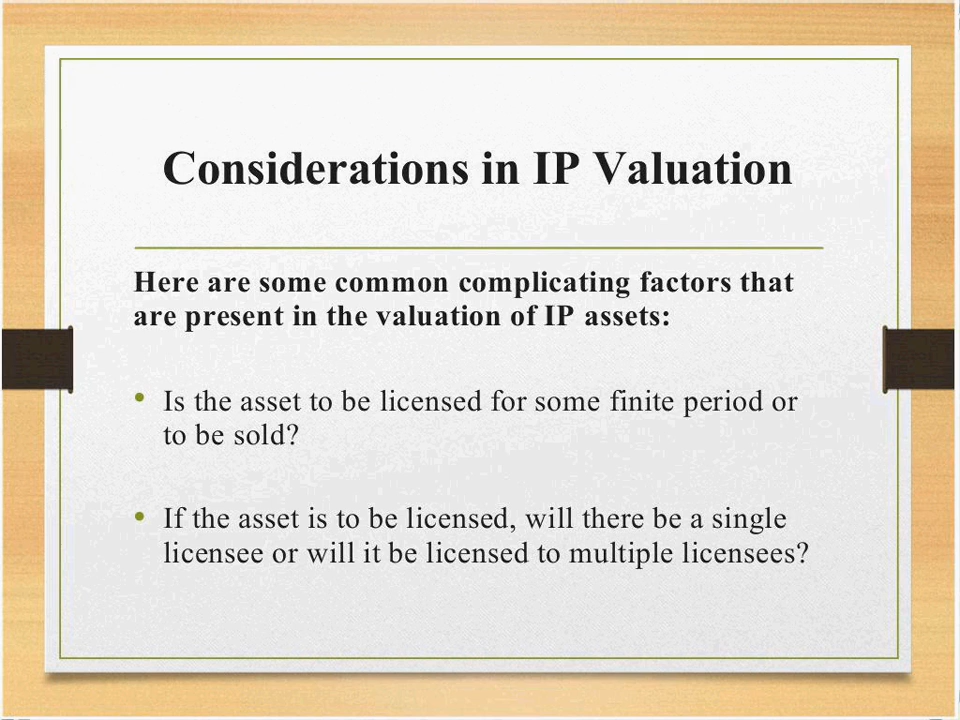 Considerations in IP Valuation
Here are some common complicating factors that
are present in the valuation of IP assets:
• Is the asset to be licensed for some finite period or
to be sold?
• If the asset is to be licensed, will there be a single
licensee or will it be licensed to multiple licensees?